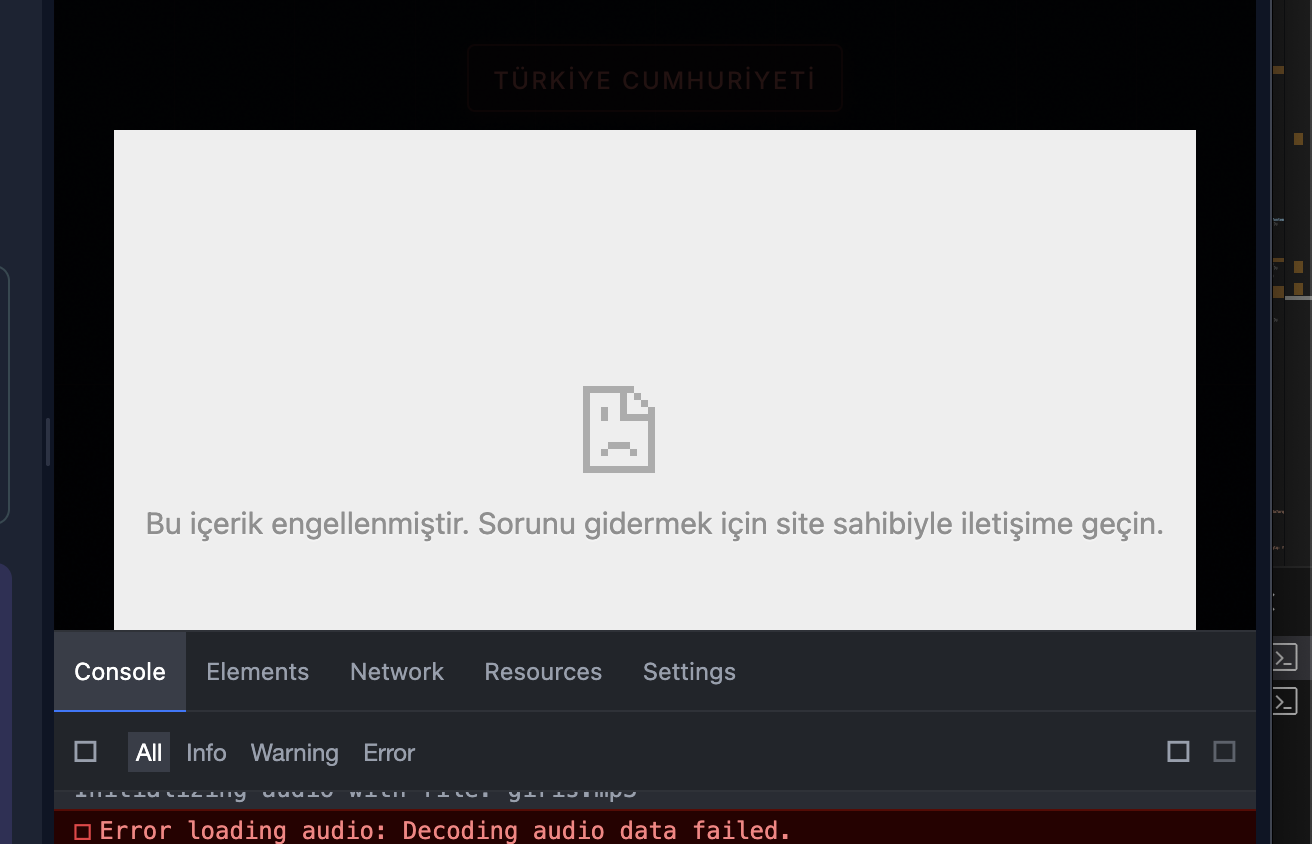 TÜRKİYE CUMHURİYETİ
Bu içerik engellenmiştir. Sorunu gidermek için site sahibiyle iletişime geçin.
Console Elements Network Resources Settings
All Info Warning Error
Initializing audio with file: giris.mp3
Error loading audio: Decoding audio data failed.